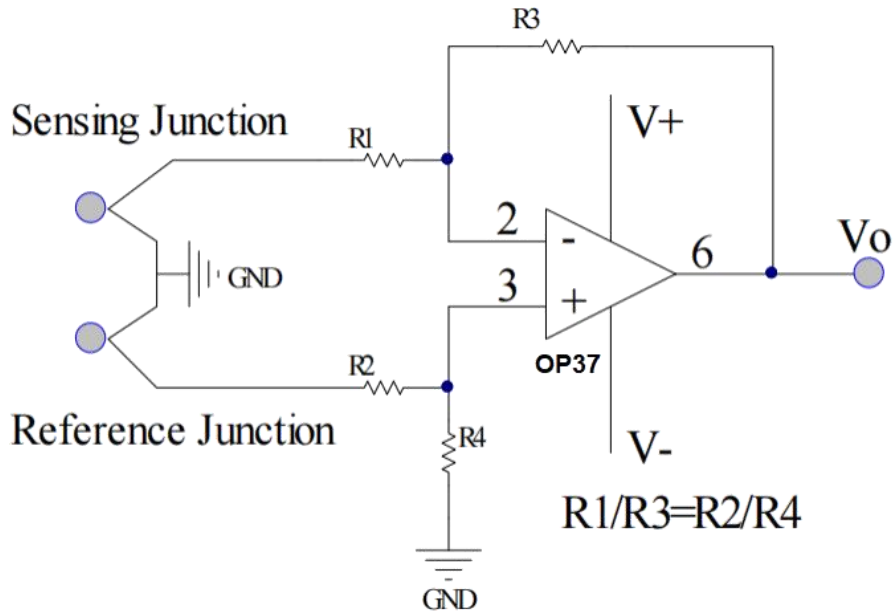 R3
Sensing Junction
R1
V+
2
-
6
Vo
GND
3
+
OP37
R2
Reference Junction
R4
V-
R1/R3=R2/R4
GND